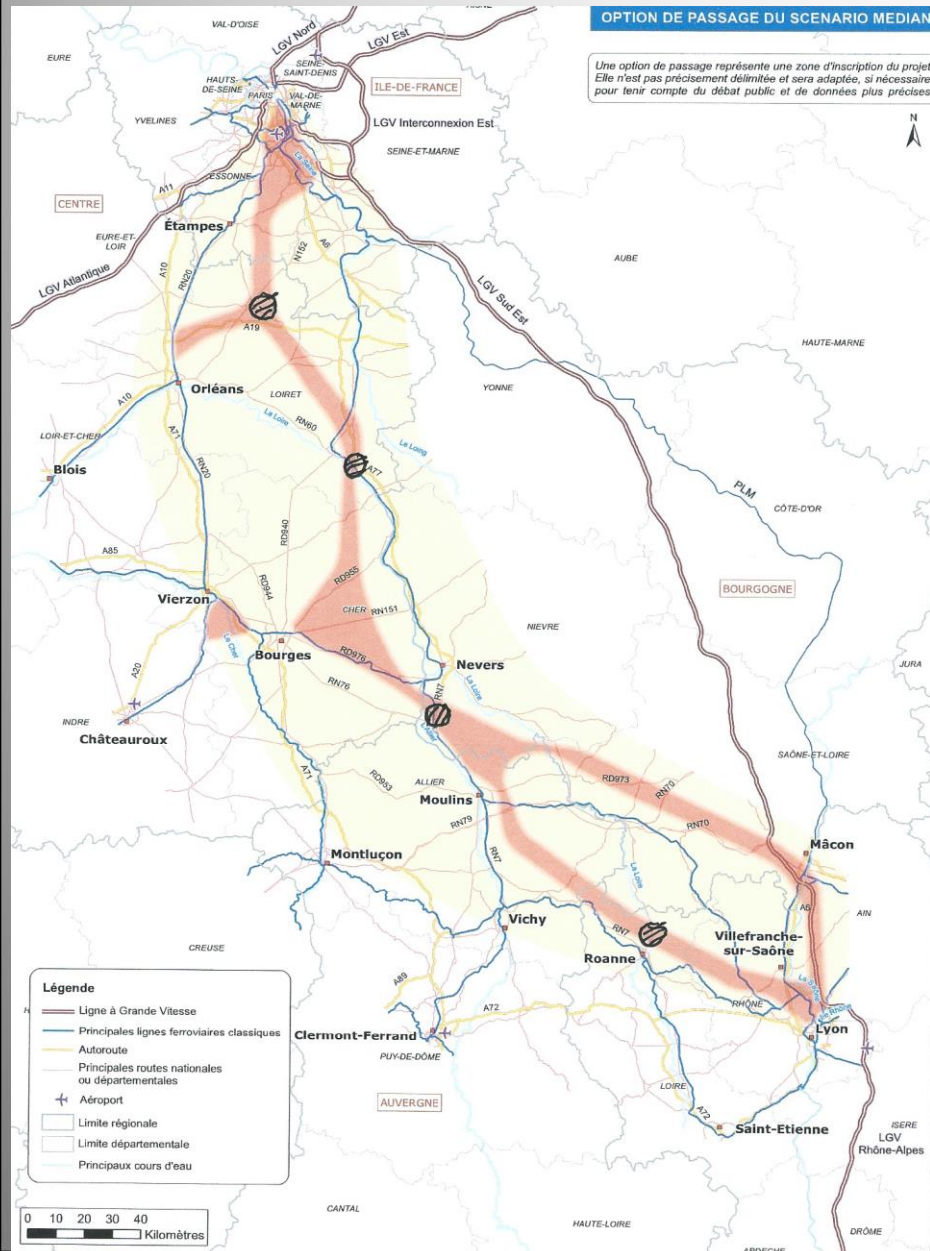 OPTION DE PASSAGE DU SCENARIO MEDIAN
Une option de passage représente une zone d'inscription du projet
Elle n'est pas précisement délimitée et sera adaptée, si nécessaire
pour tenir compte du débat public et de données plus précises
N
VAL-D'OISE
LGV Nord
LGV Est
EURE
SEINE-
SAINT-DENIS
HAUTS-
DE-SEINE
PARIS
VAL-DE-
MARNE
ILE-DE-FRANCE
YVELINES
LGV Interconnexion Est
SEINE-ET-MARNE
La Seine
ESSONNE
A11
CENTRE
Étampes
EURE-ET-
LOIR
N152
A6
A10
RN20
LGV Atlantique
AUBE
LGV Sud Est
A19
HAUTE-MARNE
YONNE
Orléans
LOIRET
A10
La Loire
RN60
LOIR-ET-CHER
A71
RN20
Le Loing
Blois
A77
PLM
CÔTE-D'OR
RD940
A85
RD944
RD955
Vierzon
CHER
RN151
BOURGOGNE
NIEVRE
Le Cher
Bourges
RD976
Nevers
JURA
A20
RN76
RN7
La Loire
INDRE
L'Allier
Châteauroux
SAÔNE-ET-LOIRE
A71
RD953
ALLIER
RD973
RN70
Moulins
RN79
RN70
Mâcon
Montluçon
RN7
La Loire
A6
AIN
Vichy
RN7
Villefranche-
sur-Saône
CREUSE
Roanne
La Saône
A89
A72
RHÔNE
Le Rhône
Lyon
Clermont-Ferrand
PUY-DE-DÔME
LOIRE
AUVERGNE
A72
Saint-Etienne
ISERE
LGV
Rhône-Alpes
CANTAL
HAUTE-LOIRE
DRÔME
ARDECHE
Légende
Ligne à Grande Vitesse
Principales lignes ferroviaires classiques
Autoroute
Principales routes nationales
ou départementales
Aéroport
Limite régionale
Limite départementale
Principaux cours d'eau
0 10 20 30 40
Kilomètres